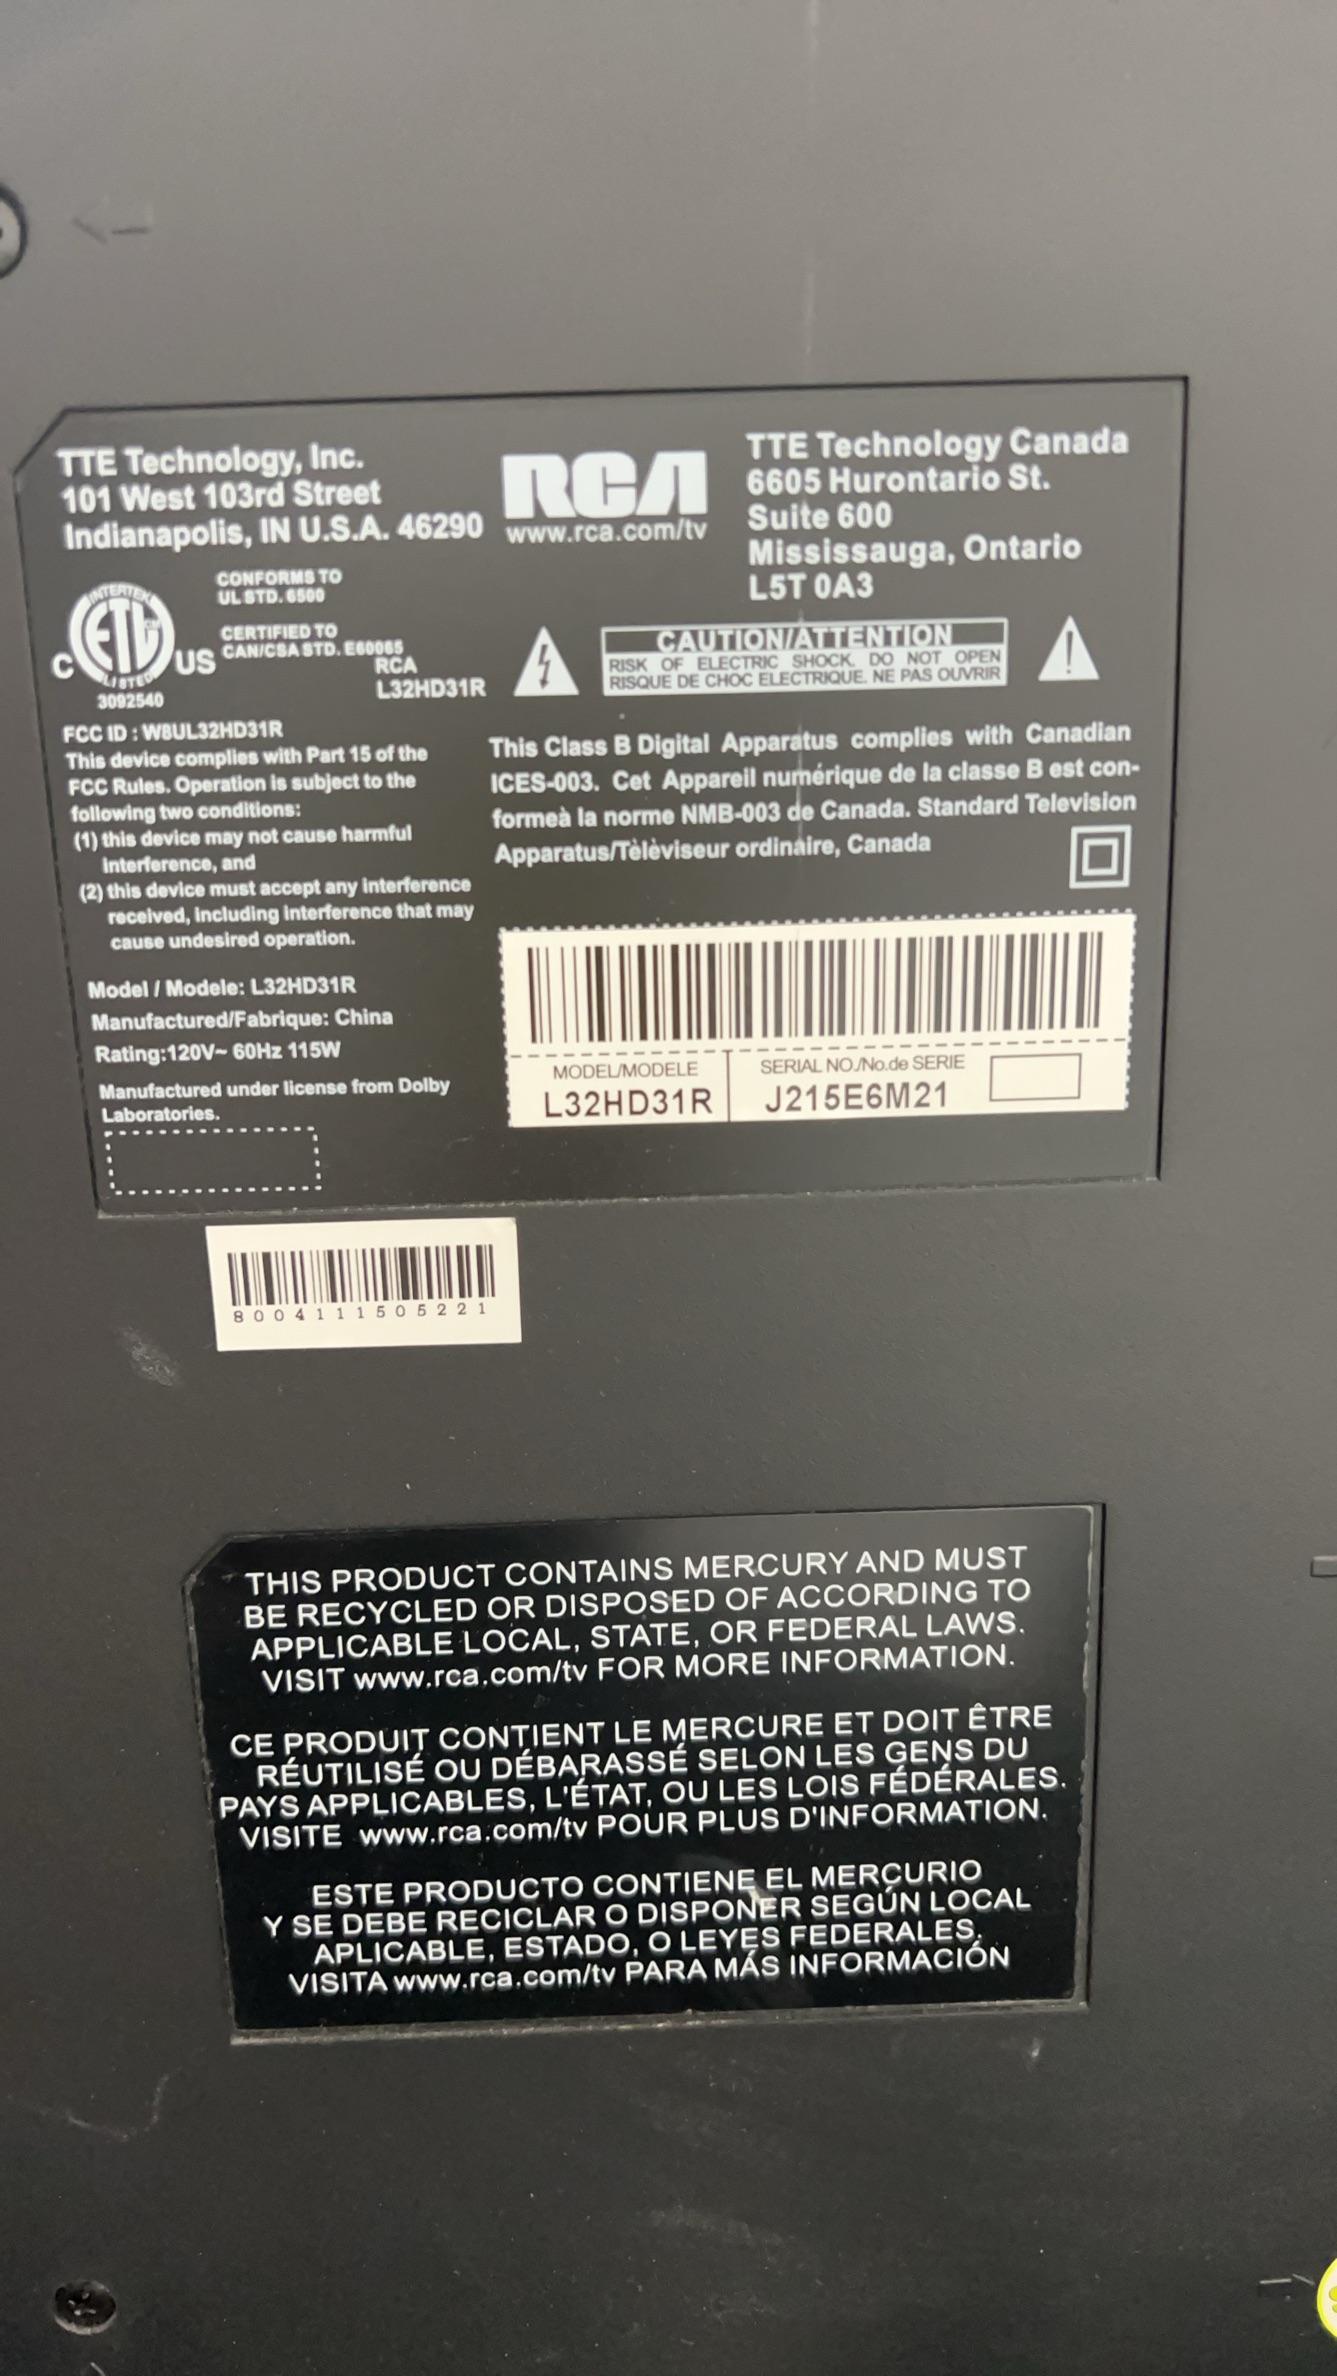 TTE Technology, Inc.
101 West 103rd Street
Indianapolis, IN U.S.A. 46290
RCA
www.rca.com/tv
TTE Technology Canada
6605 Hurontario St.
Suite 600
Mississauga, Ontario
L5T 0A3
INTERTEK
ETL
CM
LISTED
C
US
3092540
CONFORMS TO
UL STD. 6500
CERTIFIED TO
CAN/CSA STD. E60065
RCA
L32HD31R
CAUTION/ATTENTION
RISK OF ELECTRIC SHOCK. DO NOT OPEN
RISQUE DE CHOC ELECTRIQUE. NE PAS OUVRIR
FCC ID : W8UL32HD31R
This device complies with Part 15 of the
FCC Rules. Operation is subject to the
following two conditions:
(1) this device may not cause harmful
interference, and
(2) this device must accept any interference
received, including interference that may
cause undesired operation.
This Class B Digital Apparatus complies with Canadian
ICES-003. Cet Appareil numérique de la classe B est con-
formeà la norme NMB-003 de Canada. Standard Television
Apparatus/Tèlèviseur ordinaire, Canada
Model / Modele: L32HD31R
Manufactured/Fabrique: China
Rating:120V~ 60Hz 115W
Manufactured under license from Dolby
Laboratories.
MODEL/MODELE
L32HD31R
SERIAL NO./No.de SERIE
J215E6M21
8004111505221
THIS PRODUCT CONTAINS MERCURY AND MUST
BE RECYCLED OR DISPOSED OF ACCORDING TO
APPLICABLE LOCAL, STATE, OR FEDERAL LAWS.
VISIT www.rca.com/tv FOR MORE INFORMATION.
CE PRODUIT CONTIENT LE MERCURE ET DOIT ÊTRE
RÉUTILISÉ OU DÉBARASSÉ SELON LES GENS DU
PAYS APPLICABLES, L'ÉTAT, OU LES LOIS FÉDÉRALES.
VISITE www.rca.com/tv POUR PLUS D'INFORMATION.
ESTE PRODUCTO CONTIENE EL MERCURIO
Y SE DEBE RECICLAR O DISPONER SEGÚN LOCAL
APLICABLE, ESTADO, O LEYES FEDERALES.
VISITA www.rca.com/tv PARA MÁS INFORMACIÓN